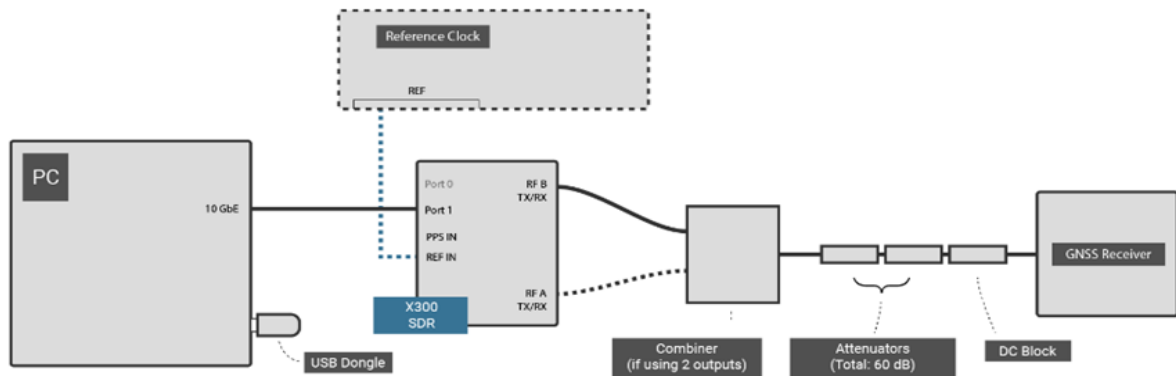 Reference Clock
REF
PC
10 GbE
Port 0
Port 1
PPS IN
REF IN
RF B
TX/RX
RF A
TX/RX
X300
SDR
USB Dongle
Combiner
(if using 2 outputs)
Attenuators
(Total: 60 dB)
DC Block
GNSS Receiver